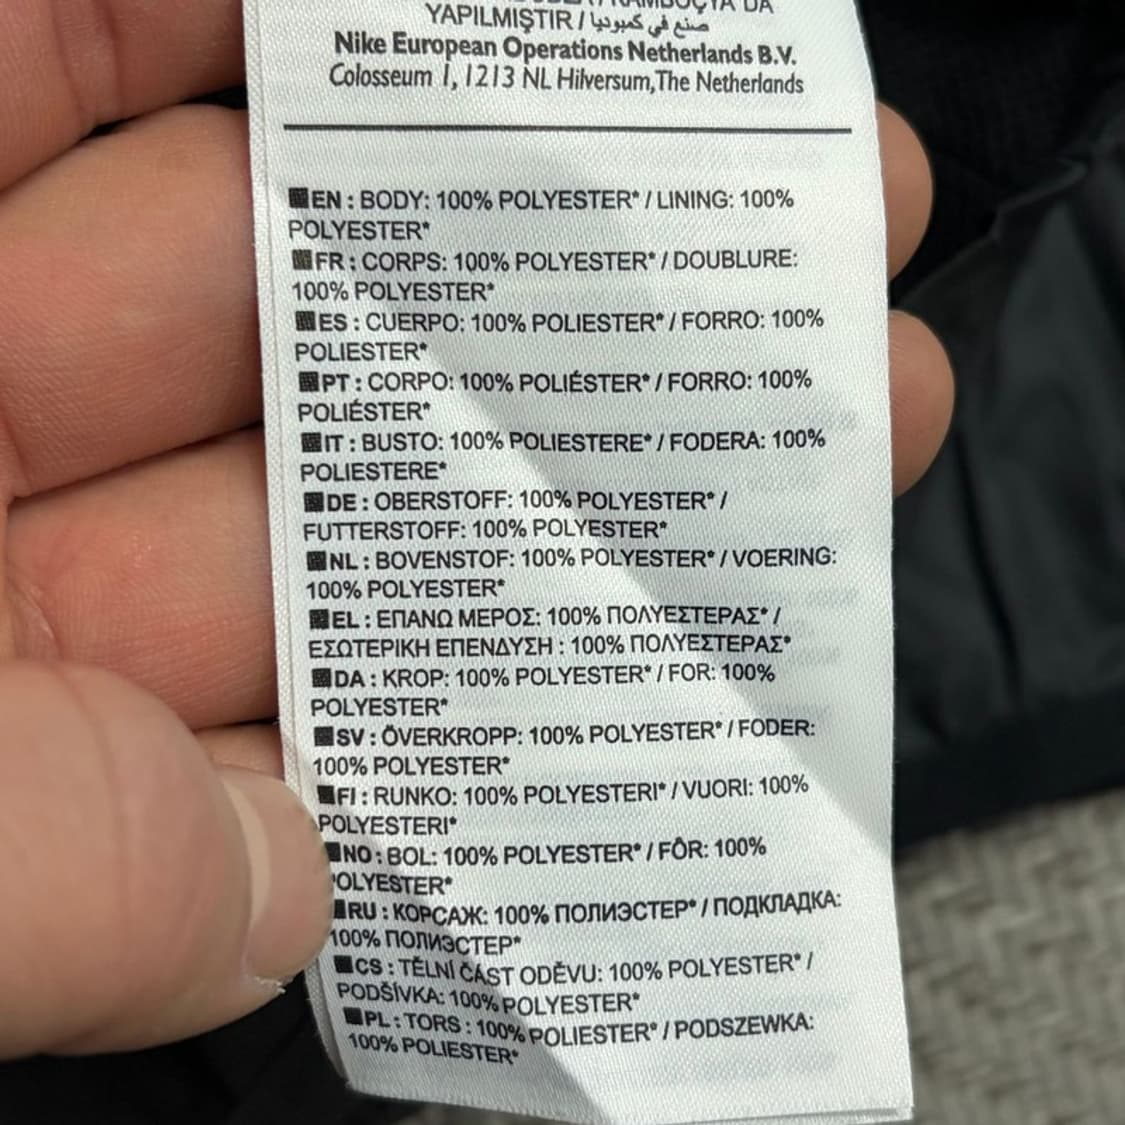 KAMBOÇYA DA
YAPILMIŞTIR / صنع في كمبوديا
Nike European Operations Netherlands B.V.
Colosseum 1, 1213 NL Hilversum, The Netherlands
EN : BODY: 100% POLYESTER* / LINING: 100%
POLYESTER*
FR : CORPS: 100% POLYESTER* / DOUBLURE:
100% POLYESTER*
ES : CUERPO: 100% POLIESTER* / FORRO: 100%
POLIESTER*
PT : CORPO: 100% POLIÉSTER* / FORRO: 100%
POLIÉSTER*
IT : BUSTO: 100% POLIESTERE* / FODERA: 100%
POLIESTERE*
DE : OBERSTOFF: 100% POLYESTER* /
FUTTERSTOFF: 100% POLYESTER*
NL : BOVENSTOF: 100% POLYESTER* / VOERING:
100% POLYESTER*
EL : ΕΠΑΝΩ ΜΕΡΟΣ: 100% ΠΟΛΥΕΣΤΕΡΑΣ* /
ΕΣΩΤΕΡΙΚΗ ΕΠΕΝΔΥΣΗ : 100% ΠΟΛΥΕΣΤΕΡΑΣ*
DA : KROP: 100% POLYESTER* / FOR: 100%
POLYESTER*
SV : ÖVERKROPP: 100% POLYESTER* / FODER:
100% POLYESTER*
FI : RUNKO: 100% POLYESTERI* / VUORI: 100%
POLYESTERI*
NO : BOL: 100% POLYESTER* / FÔR: 100%
POLYESTER*
RU : КОРСАЖ: 100% ПОЛИЭСТЕР* / ПОДКЛАДКА:
100% ПОЛИЭСТЕР*
CS : TĚLNÍ ČÁST ODĚVU: 100% POLYESTER* /
PODŠÍVKA: 100% POLYESTER*
PL : TORS : 100% POLIESTER* / PODSZEWKA:
100% POLIESTER*